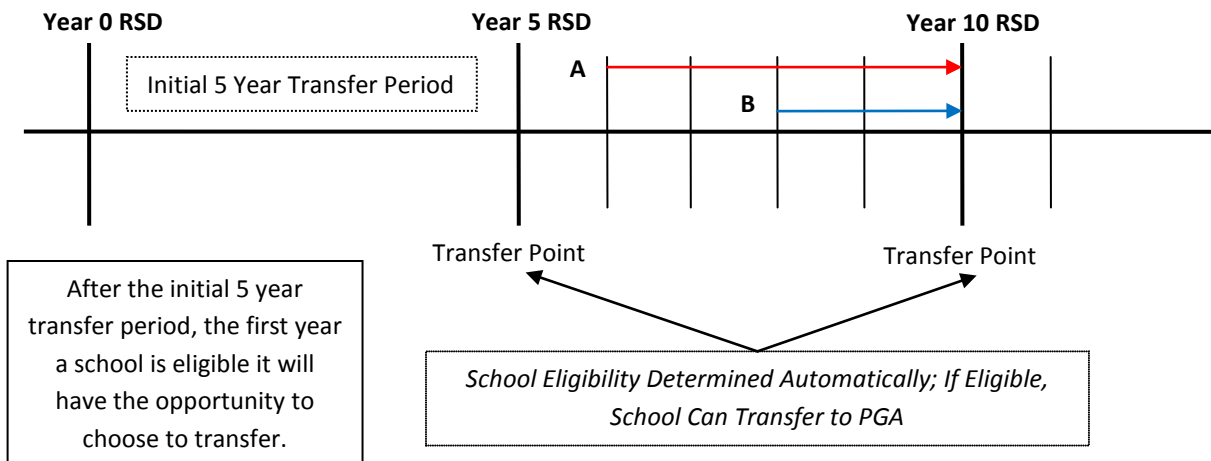 Year 0 RSD
Year 5 RSD
Year 10 RSD
Initial 5 Year Transfer Period
A
B
Transfer Point
Transfer Point
After the initial 5 year
transfer period, the first year
a school is eligible it will
have the opportunity to
choose to transfer.
School Eligibility Determined Automatically; If Eligible,
School Can Transfer to PGA